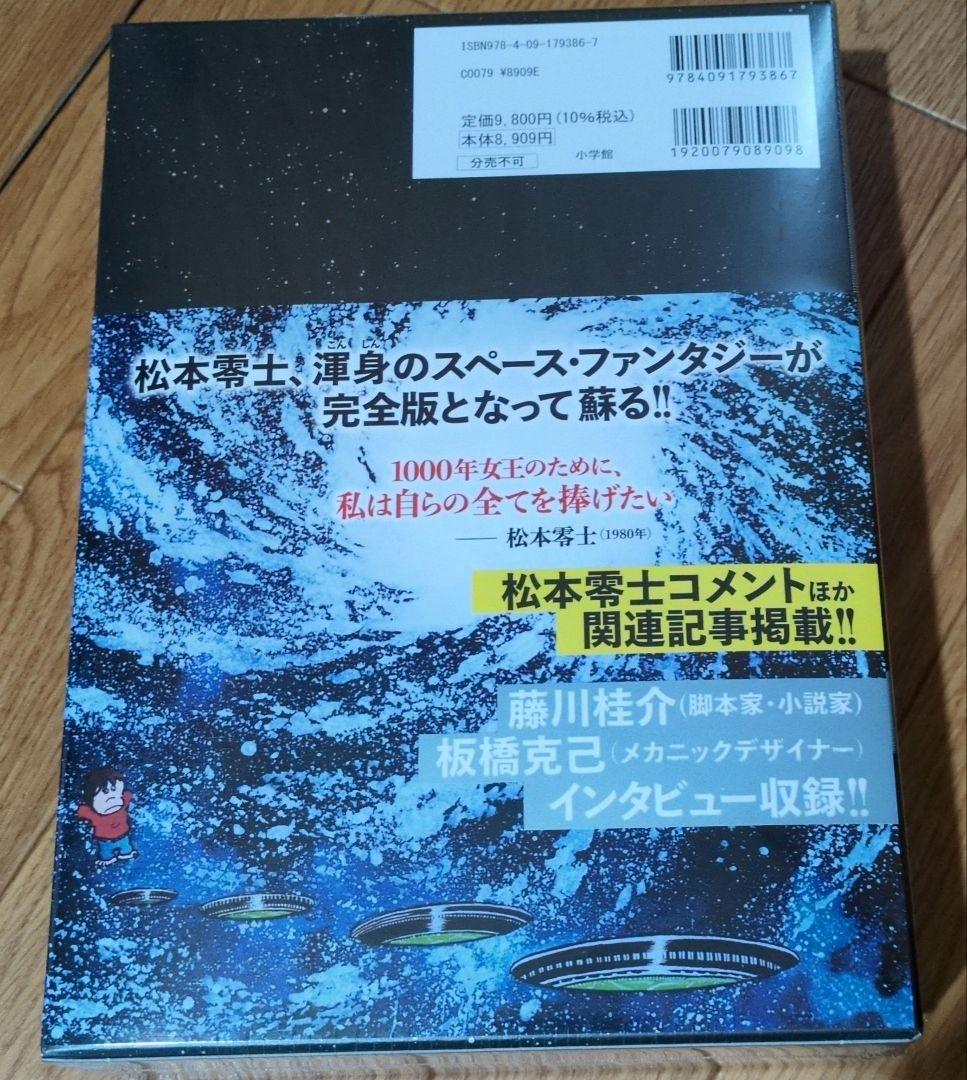 ISBN978-4-09-179386-7
C0079 ¥8909E
9784091793867
定価9,800円(10%税込)
本体8,909円
分売不可
小学館
1920079089098
こん しん
松本零士、渾身のスペース・ファンタジーが
完全版となって蘇る!!
1000年女王のために、
私は自らの全てを捧げたい
── 松本零士(1980年)
松本零士コメントほか
関連記事掲載!!
藤川桂介(脚本家・小説家)
板橋克己(メカニックデザイナー)
インタビュー収録!!